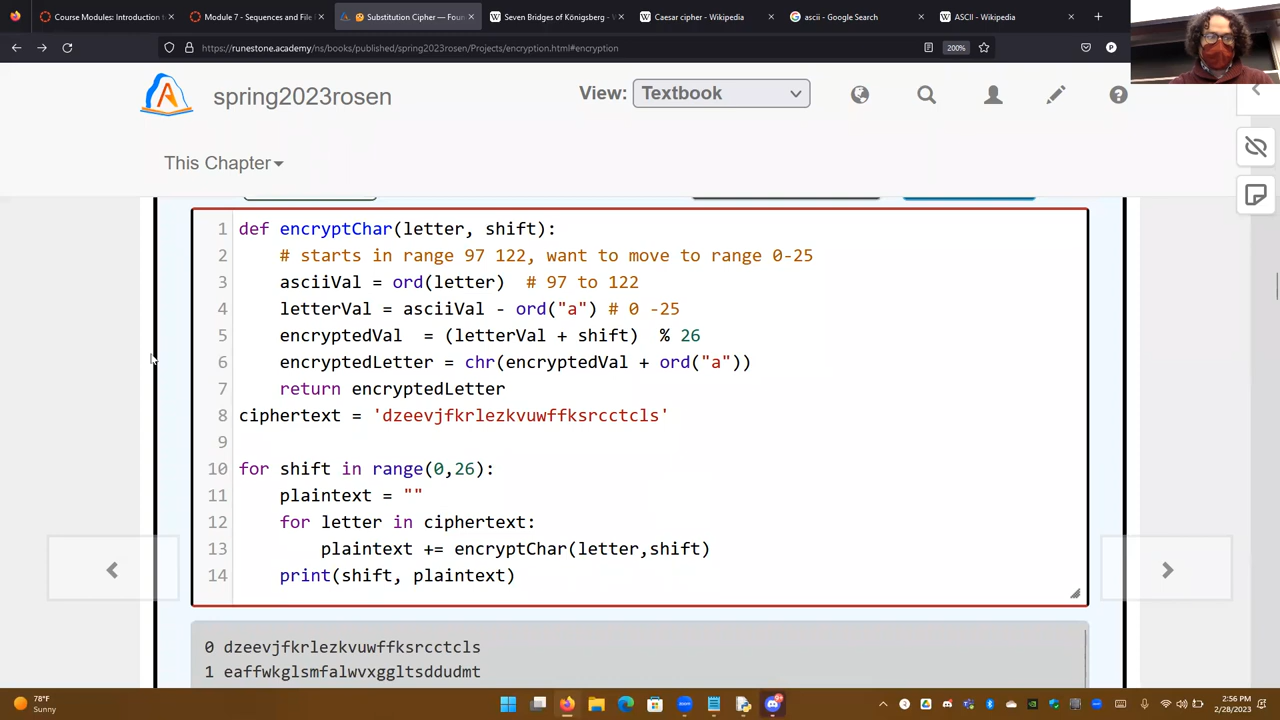 Course Modules: Introduction t
Module 7 - Sequences and File
Substitution Cipher — Foun
Seven Bridges of Königsberg - W
Caesar cipher - Wikipedia
ascii - Google Search
ASCII - Wikipedia
https://runestone.academy/ns/books/published/spring2023rosen/Projects/encryption.html#encryption
200%
spring2023rosen
View:
Textbook
This Chapter
1 def encryptChar(letter, shift):
2 # starts in range 97 122, want to move to range 0-25
3 asciiVal = ord(letter) # 97 to 122
4 letterVal = asciiVal - ord("a") # 0 -25
5 encryptedVal = (letterVal + shift) % 26
6 encryptedLetter = chr(encryptedVal + ord("a"))
7 return encryptedLetter
8 ciphertext = 'dzeevjfkrlezkvuwffksrcctcls'
9
10 for shift in range(0,26):
11 plaintext = ""
12 for letter in ciphertext:
13 plaintext += encryptChar(letter,shift)
14 print(shift, plaintext)
0 dzeevjfkrlezkvuwffksrcctcls
1 eaffwkglsmfalwvxggltsddudmt
78°F
Sunny
2:56 PM
2/28/2023